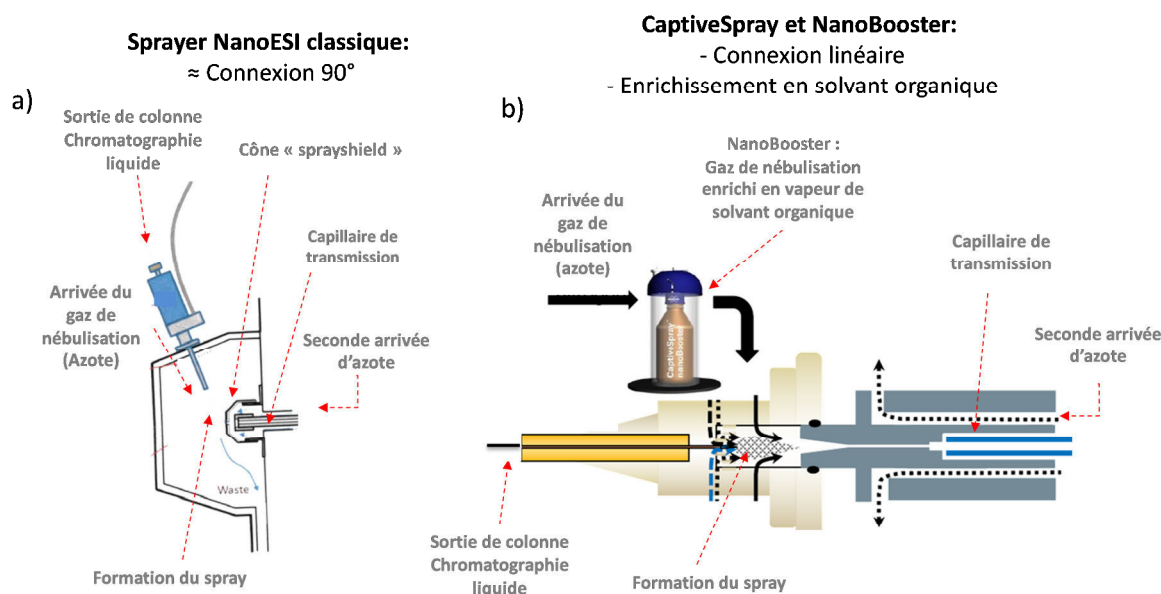 Sprayer NanoESI classique:
≈ Connexion 90°
CaptiveSpray et NanoBooster:
- Connexion linéaire
- Enrichissement en solvant organique
a)
Sortie de colonne
Chromatographie
liquide
Cône « sprayshield »
Capillaire de
transmission
Arrivée du
gaz de
nébulisation
(Azote)
Seconde arrivée
d'azote
Waste
Formation du spray
b)
NanoBooster :
Gaz de nébulisation
enrichi en vapeur de
solvant organique
Arrivée du
gaz de
nébulisation
(azote)
Capillaire de
transmission
Seconde arrivée
d'azote
CaptiveSpray
nanoBooster
Sortie de colonne
Chromatographie
liquide
Formation du spray